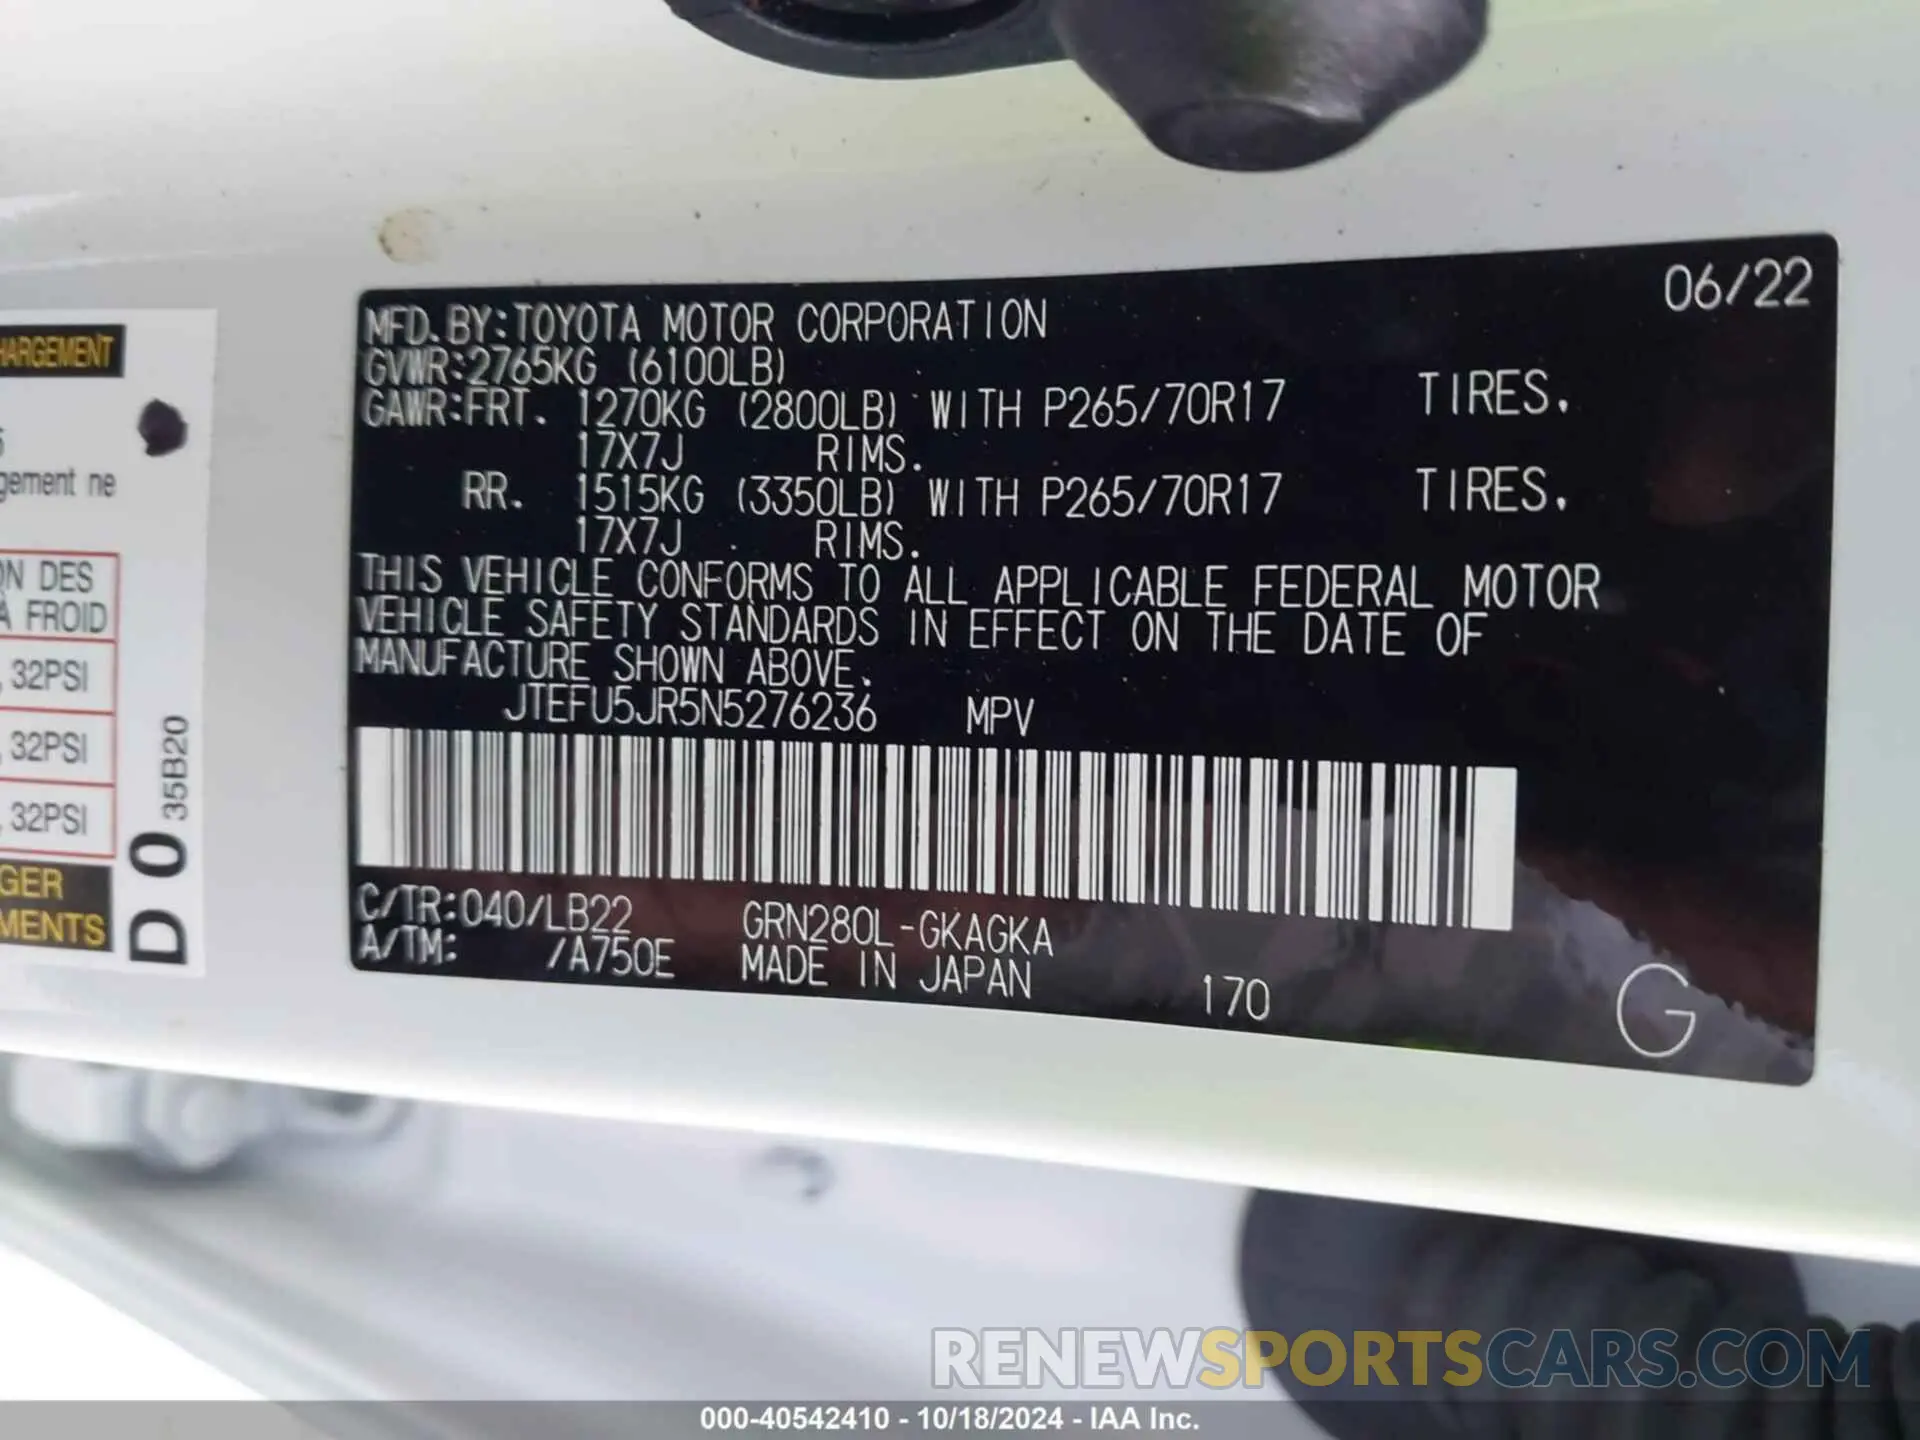 HARGEMENT
gement ne
ON DES
À FROID
32PSI
32PSI
32PSI
GER
MENTS
D 0 35B20
06/22
MFD. BY: TOYOTA MOTOR CORPORATION
GVWR: 2765KG (6100LB)
GAWR: FRT. 1270KG (2800LB) WITH P265/70R17 TIRES.
17X7J RIMS.
RR. 1515KG (3350LB) WITH P265/70R17 TIRES.
17X7J RIMS.
THIS VEHICLE CONFORMS TO ALL APPLICABLE FEDERAL MOTOR
VEHICLE SAFETY STANDARDS IN EFFECT ON THE DATE OF
MANUFACTURE SHOWN ABOVE.
JTEFU5JR5N5276236 MPV
C/TR: 040/LB22 GRN280L-GKAGKA
A/TM: /A750E MADE IN JAPAN 170 G
RENEWSPORTSCARS.COM
000-40542410 - 10/18/2024 - IAA Inc.